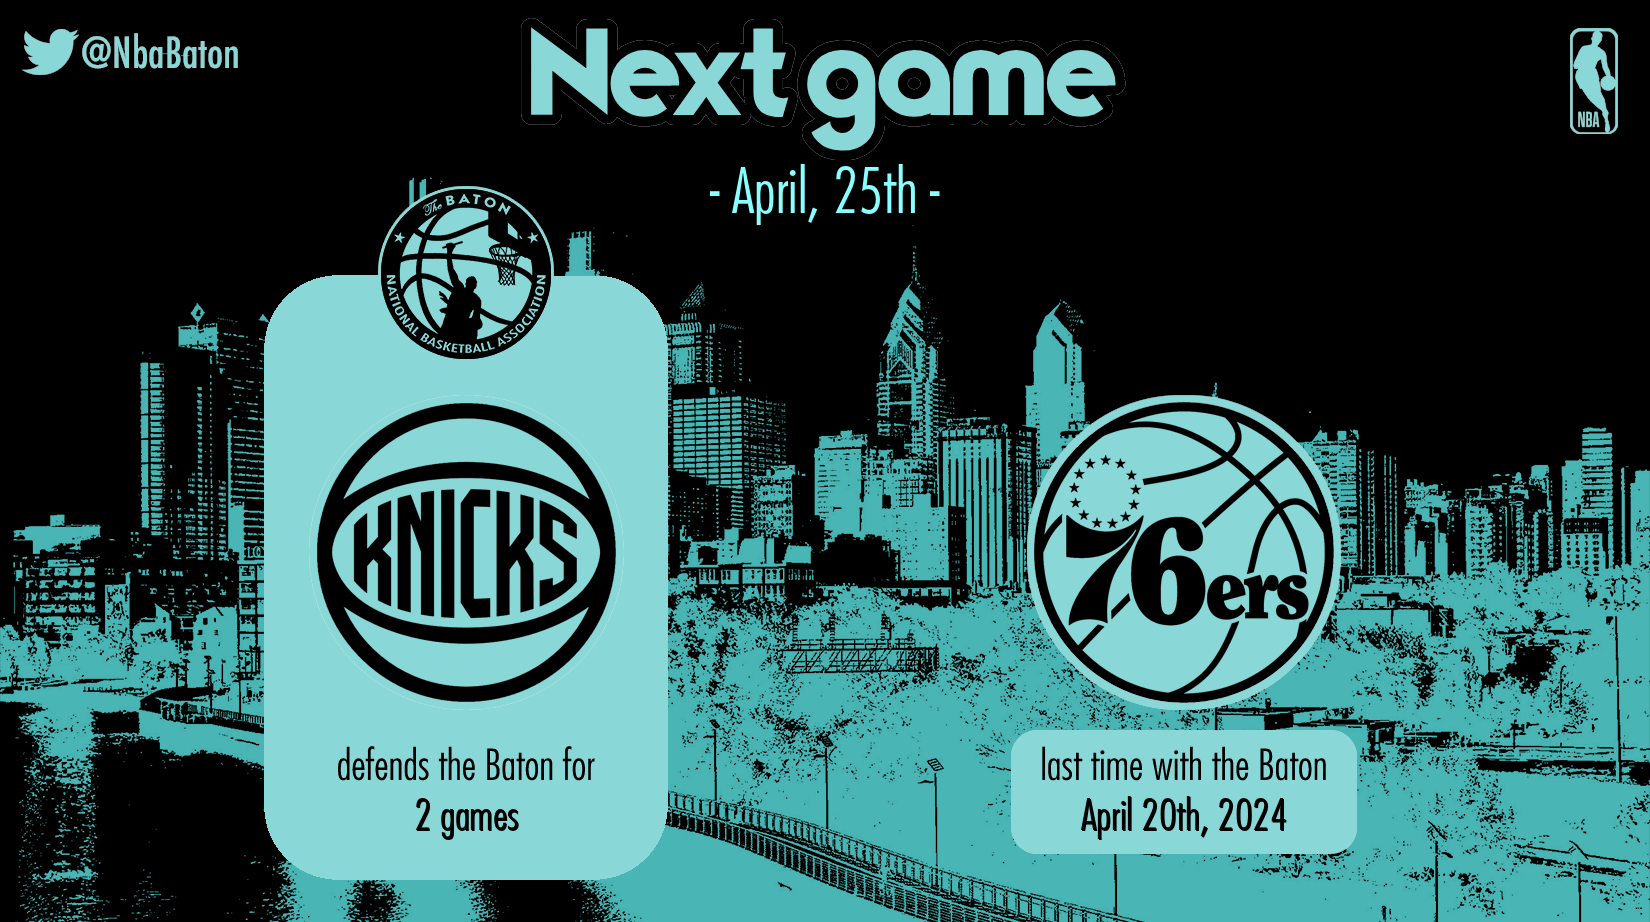 @NbaBaton
Next game
- April, 25th -
NBA
The BATON
NATIONAL BASKETBALL ASSOCIATION
KNICKS
76ers
defends the Baton for
2 games
last time with the Baton
April 20th, 2024